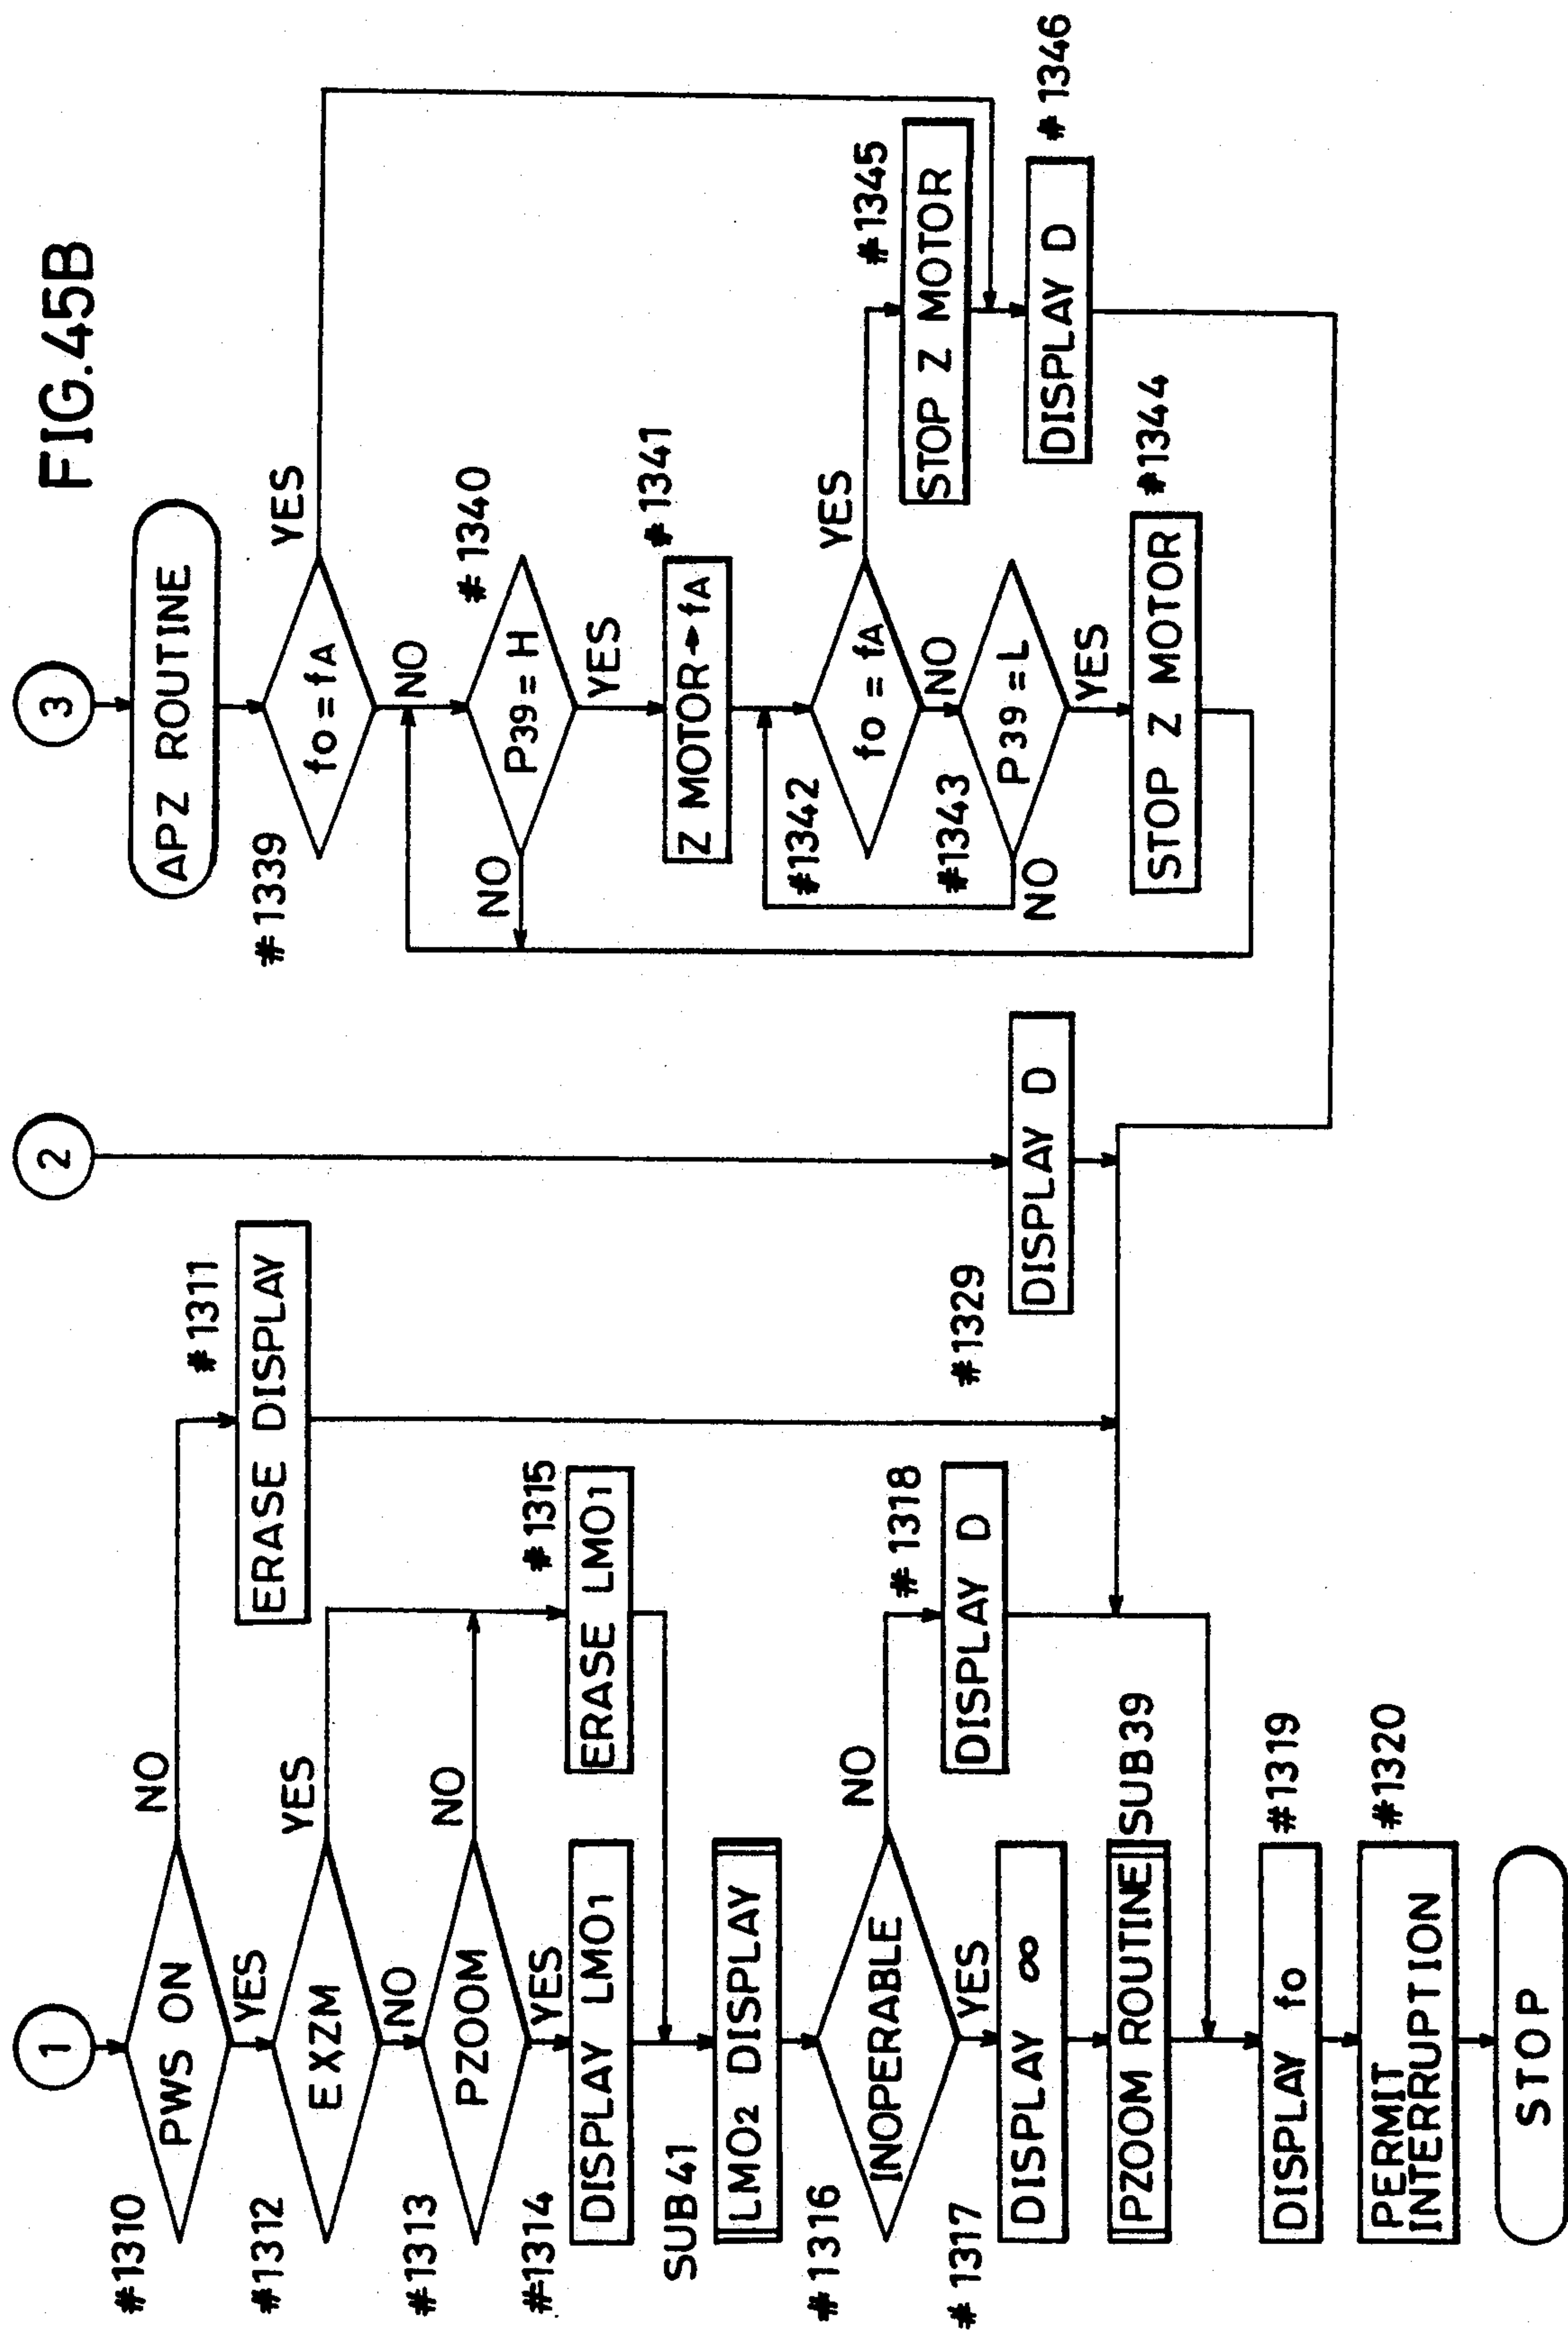 FIG.45B
1
#1310
PWS ON
NO
YES
#1311
ERASE DISPLAY
#1312
EXZM
YES
NO
#1313
PZOOM
NO
YES
#1314
DISPLAY LMO1
#1315
ERASE LMO1
SUB41
LMO2 DISPLAY
#1316
INOPERABLE
NO
YES
#1317
DISPLAY ∞
#1318
DISPLAY D
PZOOM ROUTINE
SUB39
DISPLAY fo
#1319
PERMIT
INTERRUPTION
#1320
STOP
2
#1329
DISPLAY D
3
APZ ROUTINE
#1339
fo = fA
YES
NO
#1340
P39 = H
NO
YES
#1341
Z MOTOR→fA
#1342
fo = fA
YES
NO
#1343
P39 = L
NO
YES
#1344
STOP Z MOTOR
#1345
STOP Z MOTOR
#1346
DISPLAY D